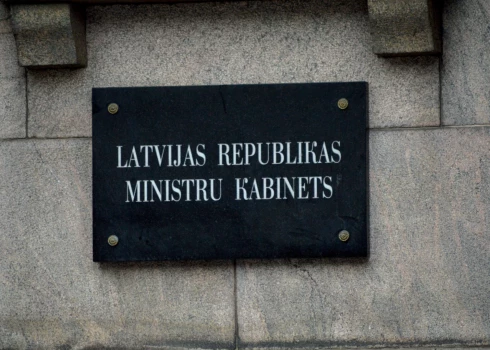 LATVIJAS REPUBLIKAS
MINISTRU KABINETS